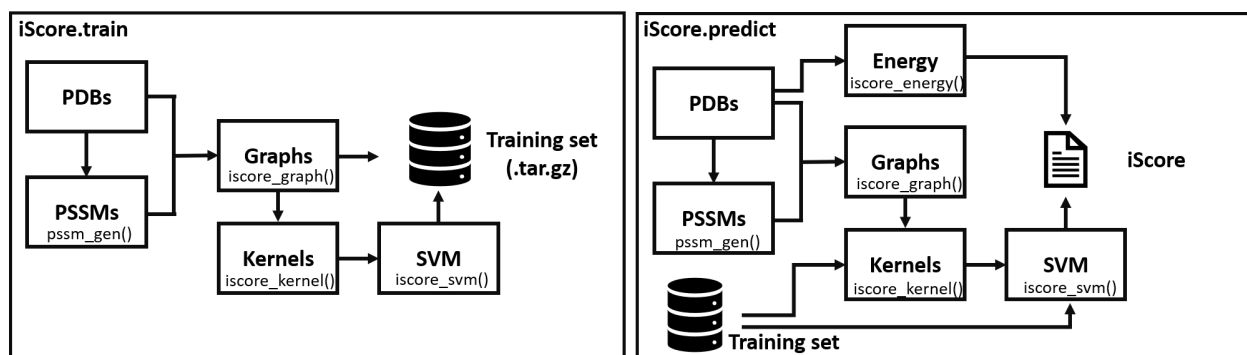 iScore.train
PDBs
PSSMs
pssm_gen()
Graphs
iscore_graph()
Kernels
iscore_kernel()
SVM
iscore_svm()
Training set
(.tar.gz)
iScore.predict
PDBs
PSSMs
pssm_gen()
Energy
iscore_energy()
Graphs
iscore_graph()
Kernels
iscore_kernel()
SVM
iscore_svm()
iScore
Training set